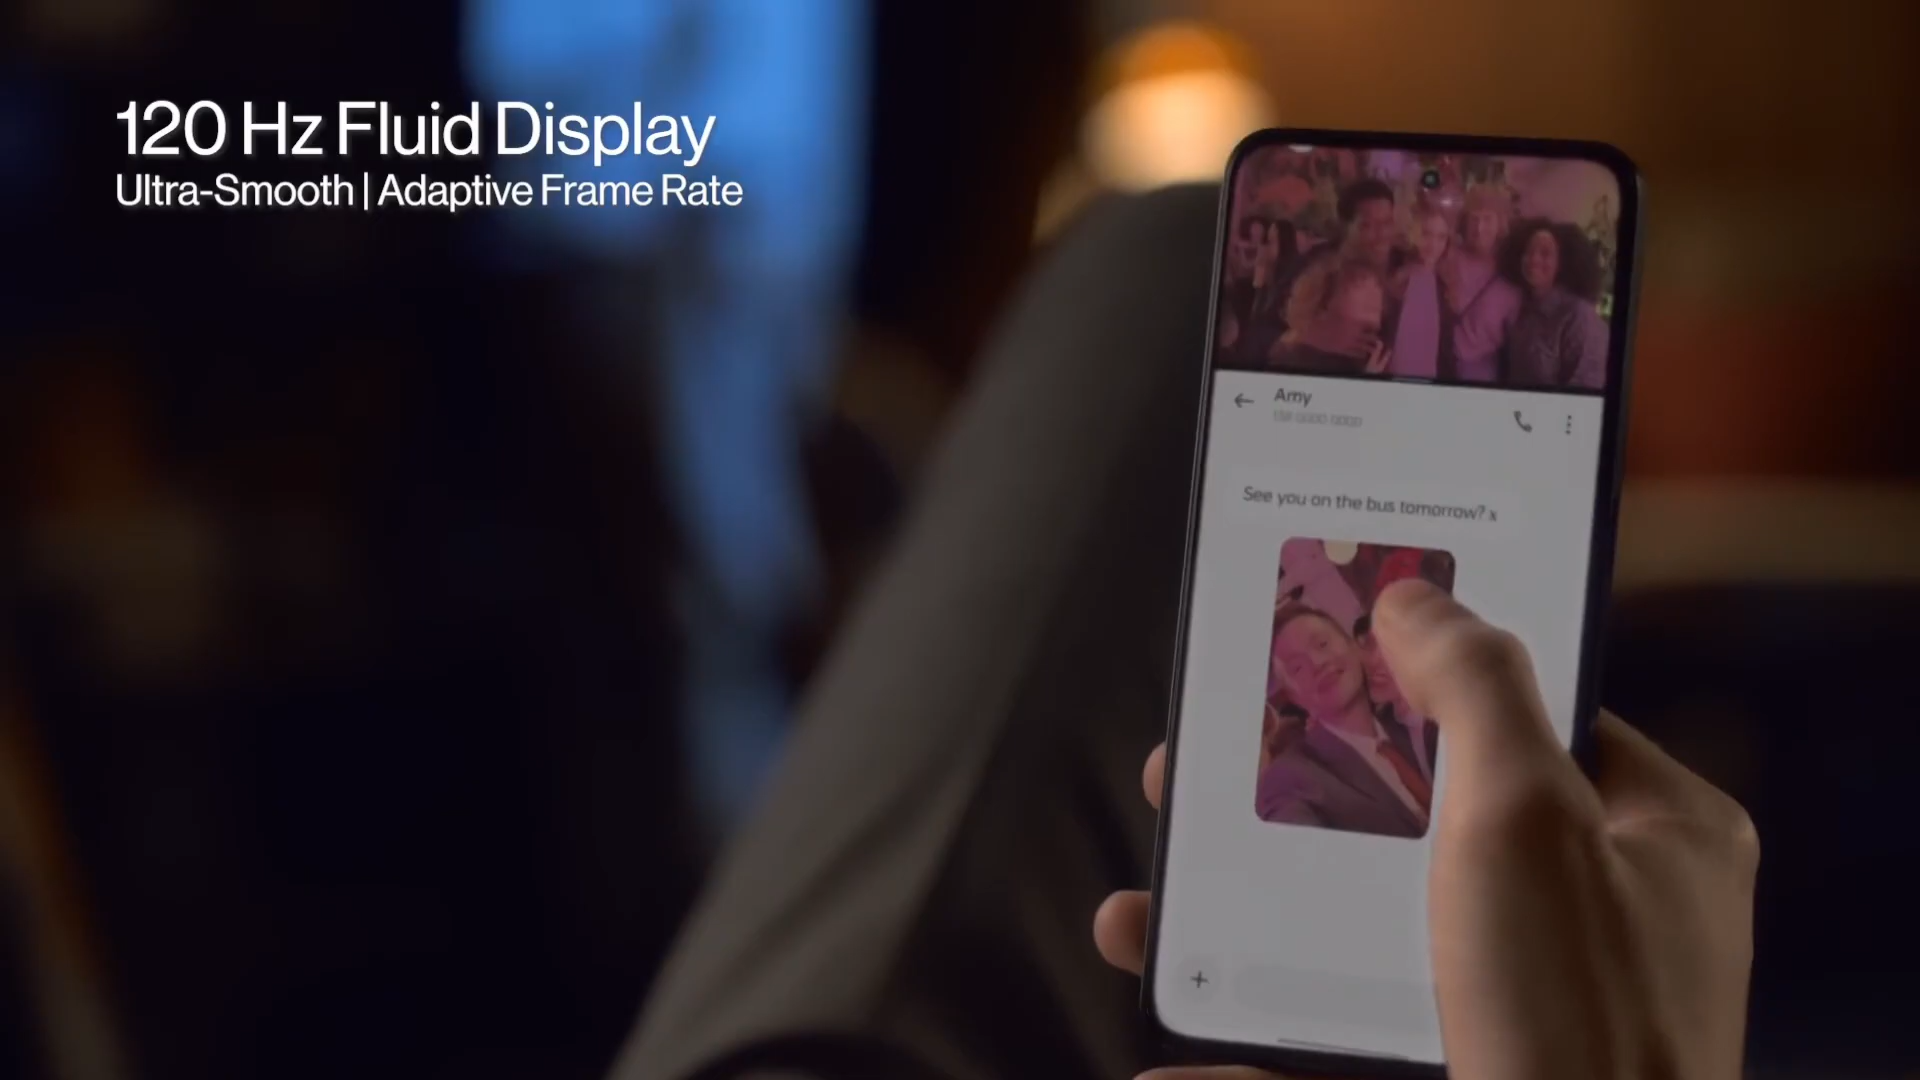 120 Hz Fluid Display
Ultra-Smooth | Adaptive Frame Rate
Amy
See you on the bus tomorrow? x